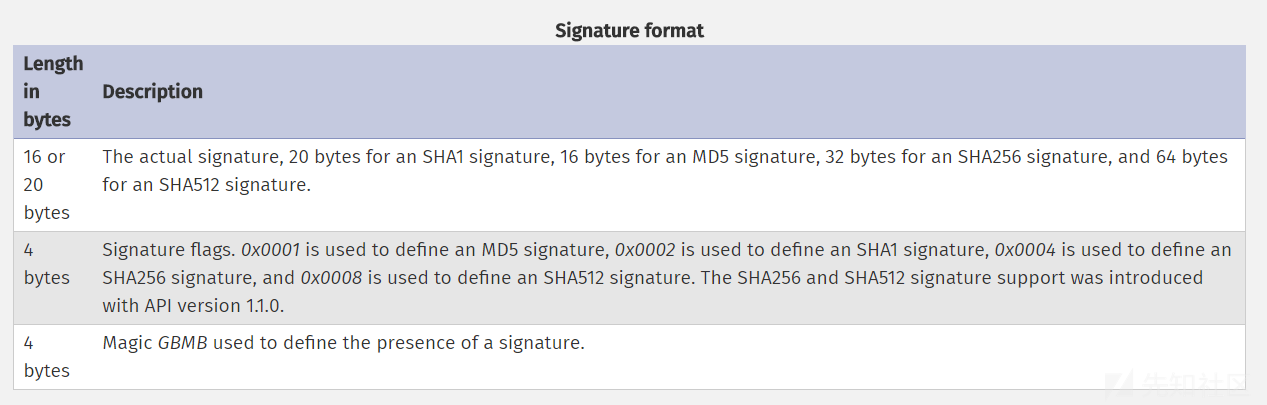 Signature format
Length
in
bytes
Description
16 or
20
bytes
The actual signature, 20 bytes for an SHA1 signature, 16 bytes for an MD5 signature, 32 bytes for an SHA256 signature, and 64 bytes
for an SHA512 signature.
4
bytes
Signature flags. 0x0001 is used to define an MD5 signature, 0x0002 is used to define an SHA1 signature, 0x0004 is used to define an
SHA256 signature, and 0x0008 is used to define an SHA512 signature. The SHA256 and SHA512 signature support was introduced
with API version 1.1.0.
4
bytes
Magic GBMB used to define the presence of a signature.
先知社区